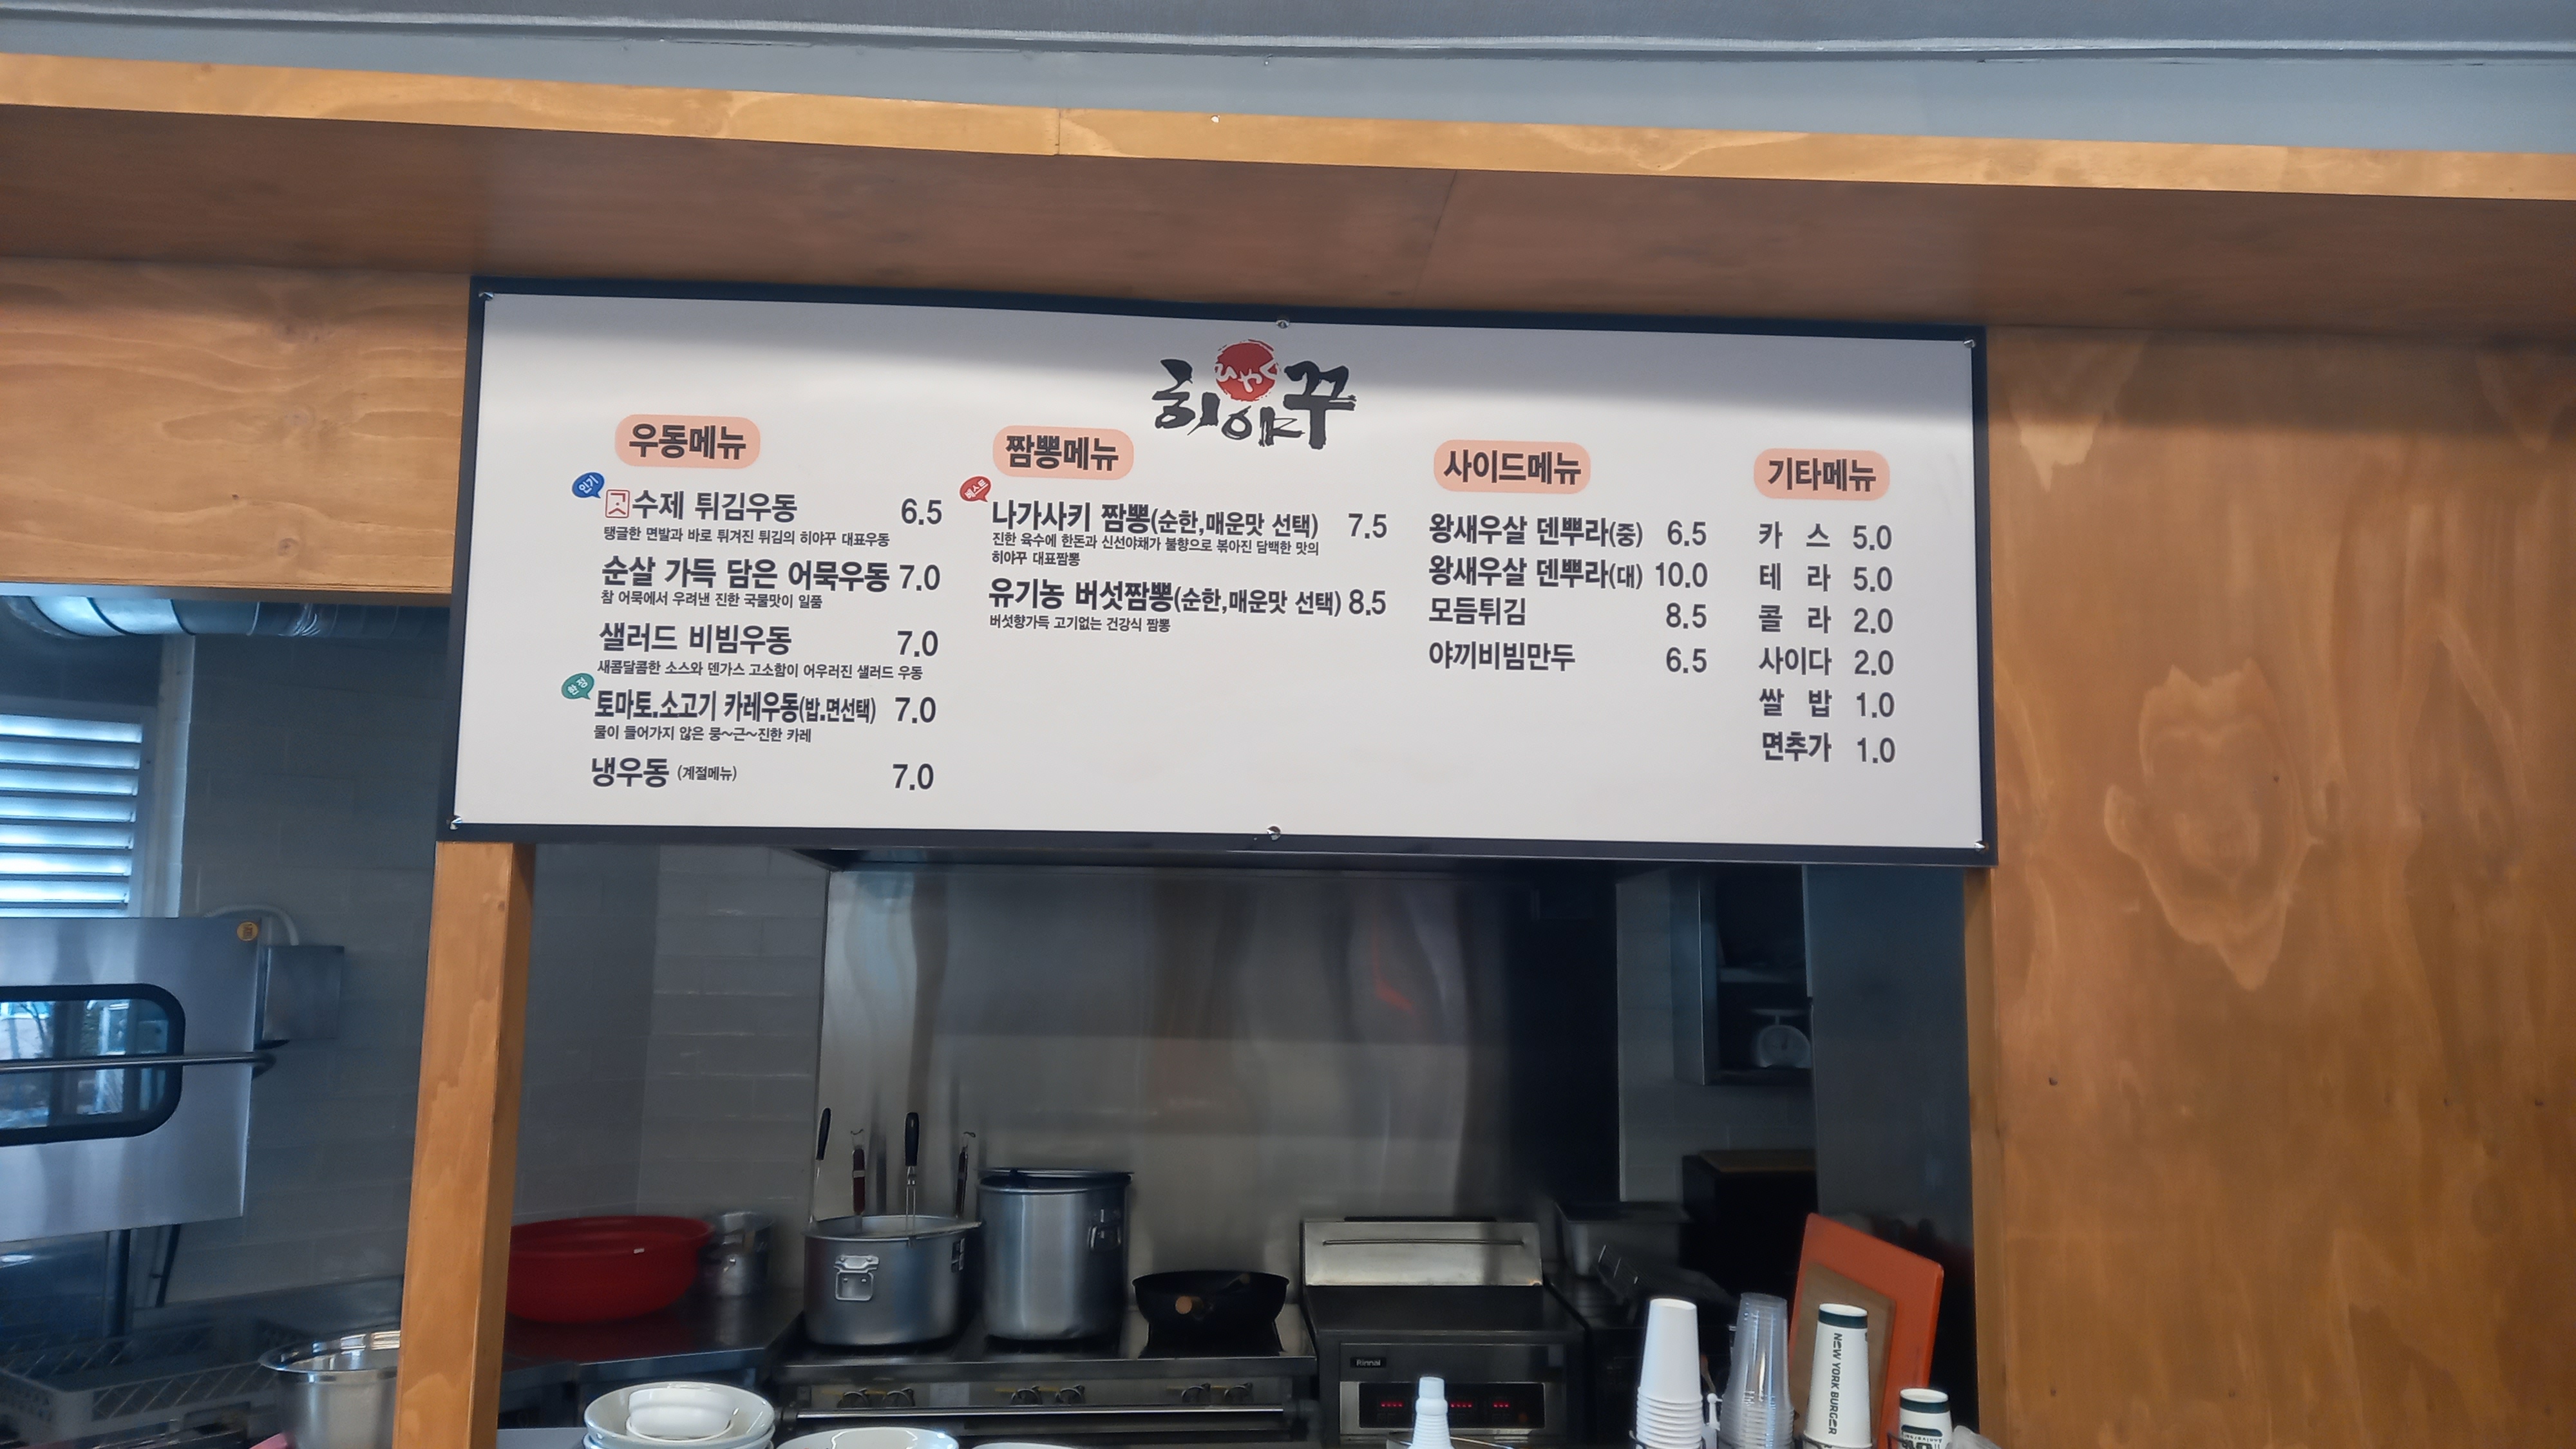 ひやく
히야꾸
우동메뉴
인기
수제 튀김우동 6.5
탱글한 면발과 바로 튀겨진 튀김의 히야꾸 대표우동
순살 가득 담은 어묵우동 7.0
참 어묵에서 우려낸 진한 국물맛이 일품
샐러드 비빔우동 7.0
새콤달콤한 소스와 덴가스 고소함이 어우러진 샐러드 우동
한정
토마토.소고기 카레우동(밥.면선택) 7.0
물이 들어가지 않은 뭉~근~진한 카레
냉우동 (계절메뉴) 7.0
짬뽕메뉴
베스트
나가사키 짬뽕(순한,매운맛 선택) 7.5
진한 육수에 한돈과 신선야채가 불향으로 볶아진 담백한 맛의
히야꾸 대표짬뽕
유기농 버섯짬뽕(순한,매운맛 선택) 8.5
버섯향가득 고기없는 건강식 짬뽕
사이드메뉴
왕새우살 덴뿌라(중) 6.5
왕새우살 덴뿌라(대) 10.0
모듬튀김 8.5
야끼비빔만두 6.5
기타메뉴
카 스 5.0
테 라 5.0
콜 라 2.0
사이다 2.0
쌀 밥 1.0
면추가 1.0
Rinnai
NEW YORK BURGER